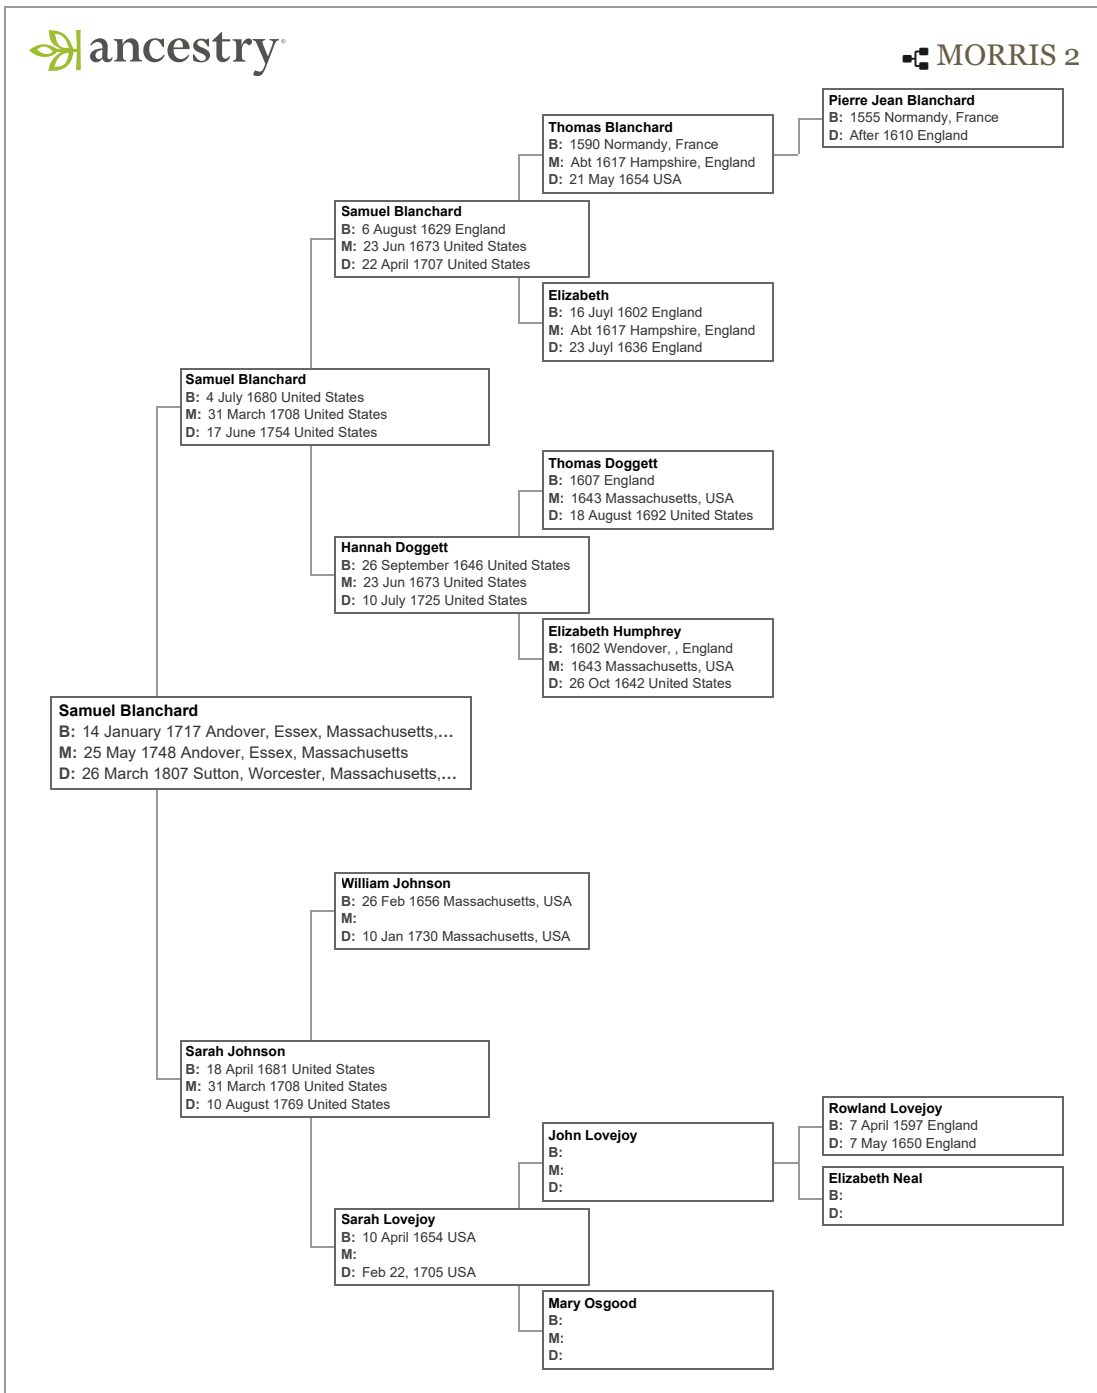 ancestry
MORRIS 2
Pierre Jean Blanchard
B: 1555 Normandy, France
D: After 1610 England
Thomas Blanchard
B: 1590 Normandy, France
M: Abt 1617 Hampshire, England
D: 21 May 1654 USA
Samuel Blanchard
B: 6 August 1629 England
M: 23 Jun 1673 United States
D: 22 April 1707 United States
Elizabeth
B: 16 Juyl 1602 England
M: Abt 1617 Hampshire, England
D: 23 Juyl 1636 England
Samuel Blanchard
B: 4 July 1680 United States
M: 31 March 1708 United States
D: 17 June 1754 United States
Thomas Doggett
B: 1607 England
M: 1643 Massachusetts, USA
D: 18 August 1692 United States
Hannah Doggett
B: 26 September 1646 United States
M: 23 Jun 1673 United States
D: 10 July 1725 United States
Elizabeth Humphrey
B: 1602 Wendover, , England
M: 1643 Massachusetts, USA
D: 26 Oct 1642 United States
Samuel Blanchard
B: 14 January 1717 Andover, Essex, Massachusetts,...
M: 25 May 1748 Andover, Essex, Massachusetts
D: 26 March 1807 Sutton, Worcester, Massachusetts,...
William Johnson
B: 26 Feb 1656 Massachusetts, USA
M:
D: 10 Jan 1730 Massachusetts, USA
Sarah Johnson
B: 18 April 1681 United States
M: 31 March 1708 United States
D: 10 August 1769 United States
Rowland Lovejoy
B: 7 April 1597 England
D: 7 May 1650 England
John Lovejoy
B:
M:
D:
Elizabeth Neal
B:
D:
Sarah Lovejoy
B: 10 April 1654 USA
M:
D: Feb 22, 1705 USA
Mary Osgood
B:
M:
D: